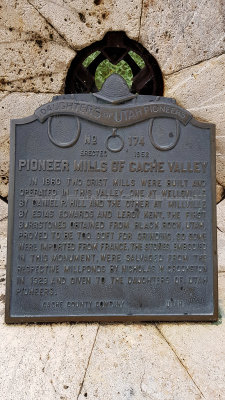 DAUGHTERS OF UTAH PIONEERS
NO. 174
ERECTED 1952
PIONEER MILLS OF CACHE VALLEY
IN 1860 TWO GRIST MILLS WERE BUILT AND
OPERATED IN THIS VALLEY, ONE AT WELLSVILLE
BY DANIEL R. HILL AND THE OTHER AT MILLVILLE
BY ESIAS EDWARDS AND LEROY KENT. THE FIRST
BURRSTONES OBTAINED FROM BLACK ROCK, UTAH,
PROVED TO BE TOO SOFT FOR GRINDING, SO SOME
WERE IMPORTED FROM FRANCE. THE STONES, EMBODIED
IN THIS MONUMENT, WERE SALVAGED FROM THE
RESPECTIVE MILLPONDS BY NICHOLAS W. CROOKSTON
IN 1923 AND GIVEN TO THE DAUGHTERS OF UTAH
PIONEERS.
CACHE COUNTY COMPANY